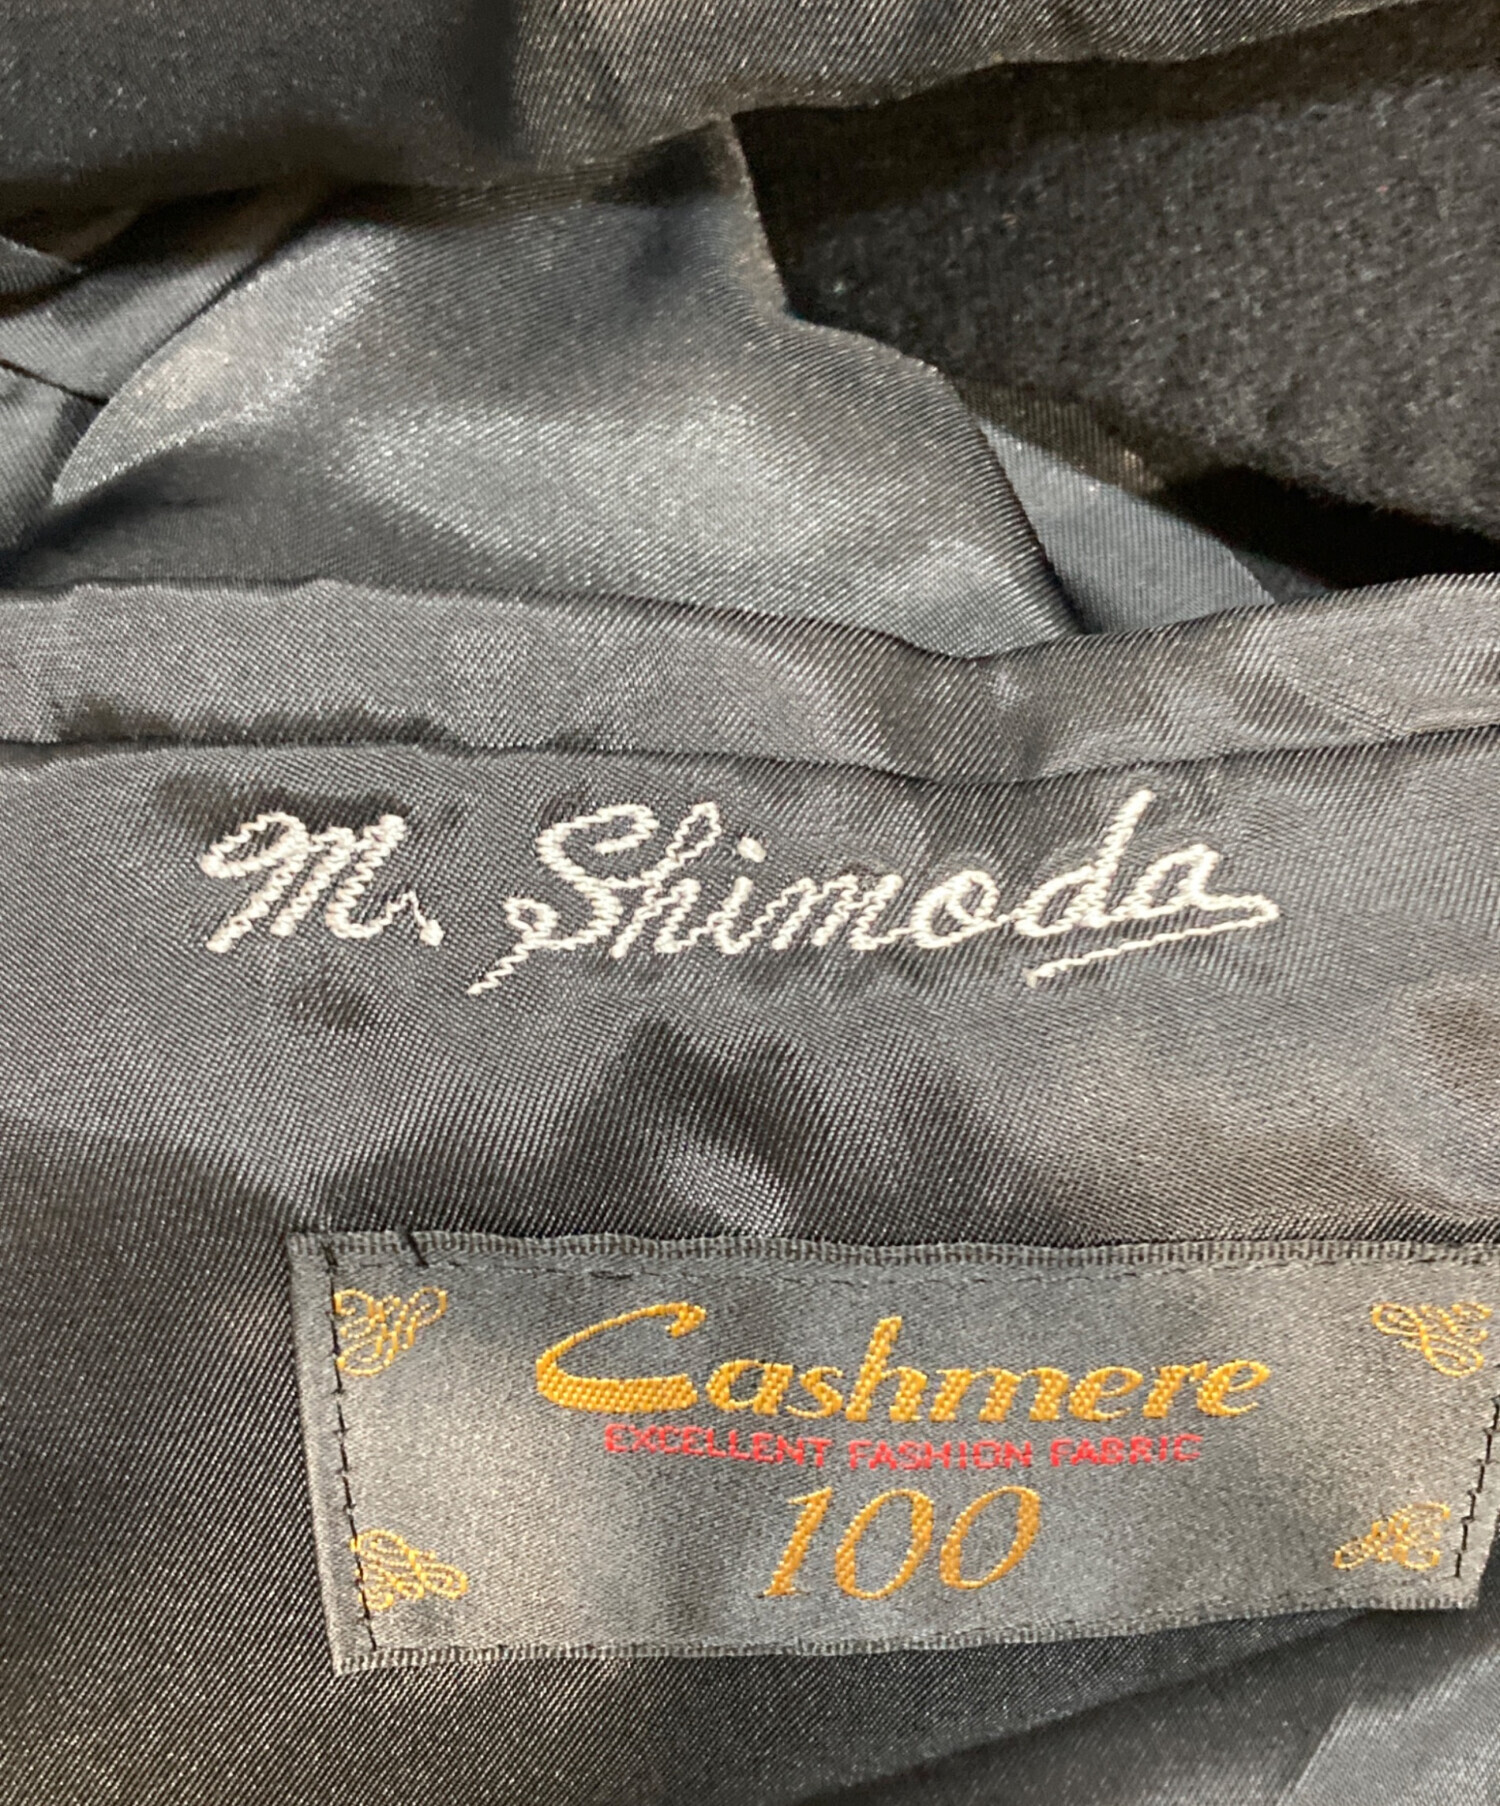 M. Shimoda
Cashmere
EXCELLENT FASHION FABRIC
100